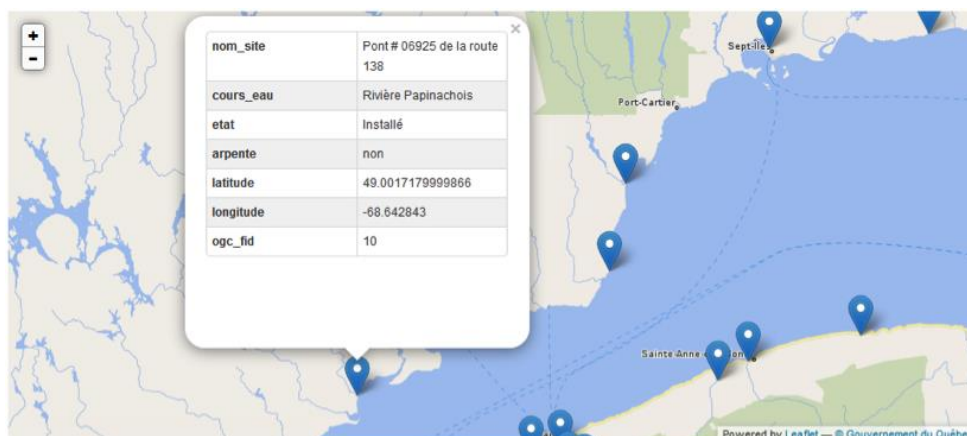 +
-
×
nom_site Pont # 06925 de la route
138
cours_eau Rivière Papinachois
etat Installé
arpente non
latitude 49.0017179999866
longitude -68.642843
ogc_fid 10
Sept-Îles
Port-Cartier
Sainte Anne
Powered by Leaflet — © Gouvernement du Québe